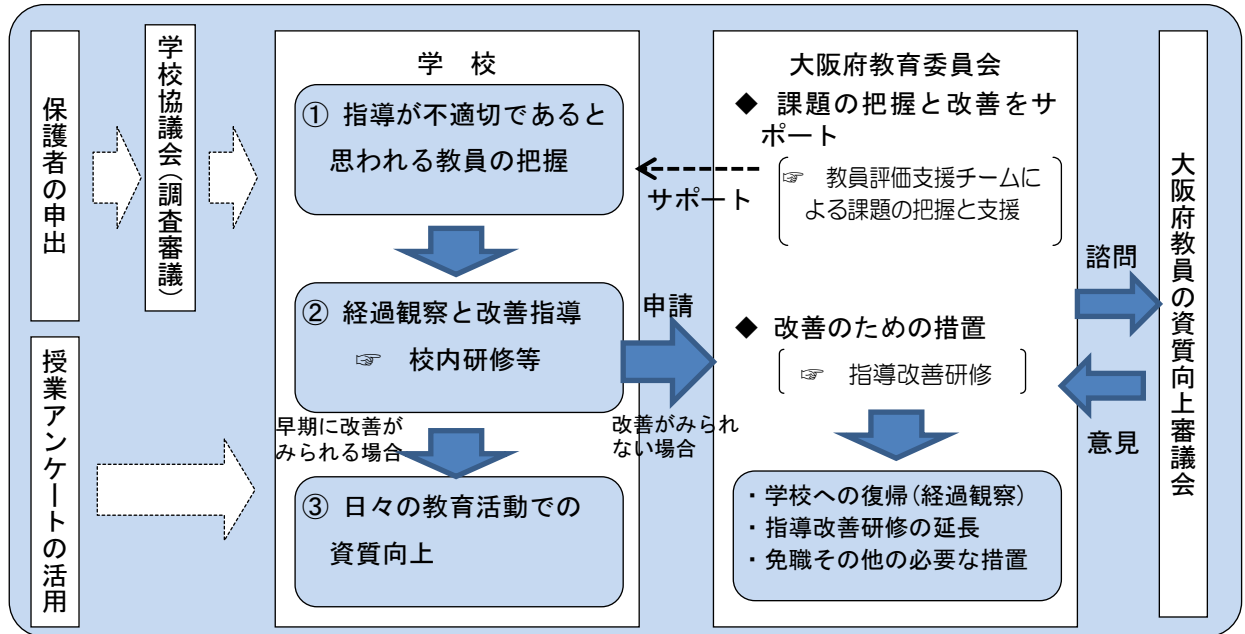 保護者の申出
学校協議会(調査審議)
授業アンケートの活用
学 校
① 指導が不適切であると
思われる教員の把握
② 経過観察と改善指導
☞ 校内研修等
早期に改善が
みられる場合
③ 日々の教育活動での
資質向上
サポート
申請
改善がみられ
ない場合
大阪府教育委員会
◆ 課題の把握と改善をサ
ポート
☞ 教員評価支援チームに
よる課題の把握と支援
◆ 改善のための措置
☞ 指導改善研修
・学校への復帰(経過観察)
・指導改善研修の延長
・免職その他の必要な措置
諮問
意見
大阪府教員の資質向上審議会